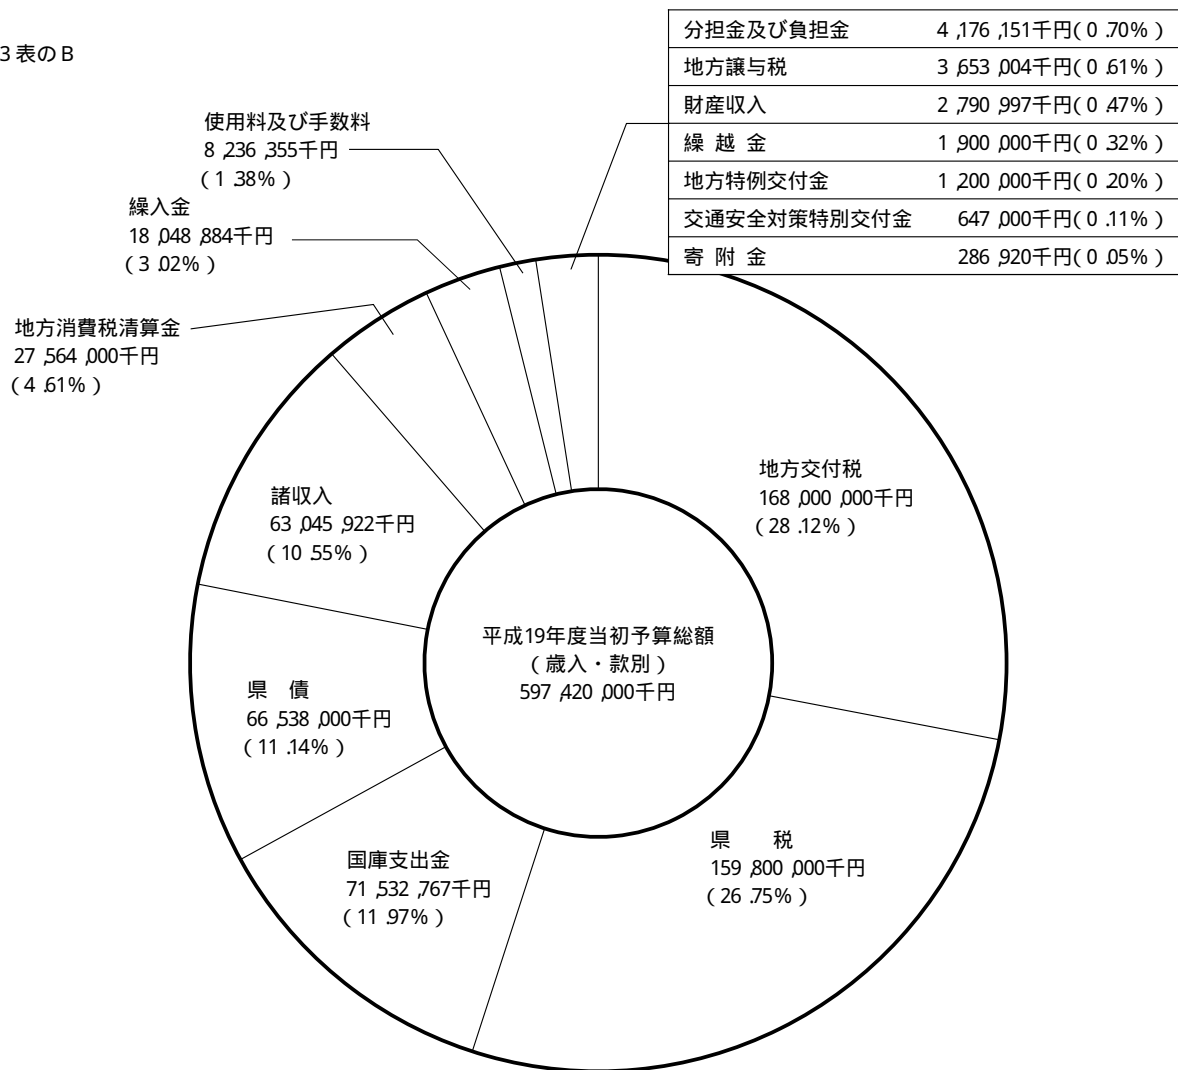 3表のB
分担金及び負担金 4,176,151千円(0.70%)
地方譲与税 3,653,004千円(0.61%)
財産収入 2,790,997千円(0.47%)
繰越金 1,900,000千円(0.32%)
地方特例交付金 1,200,000千円(0.20%)
交通安全対策特別交付金 647,000千円(0.11%)
寄附金 286,920千円(0.05%)
使用料及び手数料
8,236,355千円
(1.38%)
繰入金
18,048,884千円
(3.02%)
地方消費税清算金
27,564,000千円
(4.61%)
諸収入
63,045,922千円
(10.55%)
地方交付税
168,000,000千円
(28.12%)
平成19年度当初予算総額
(歳入・款別)
597,420,000千円
県 債
66,538,000千円
(11.14%)
国庫支出金
71,532,767千円
(11.97%)
県 税
159,800,000千円
(26.75%)